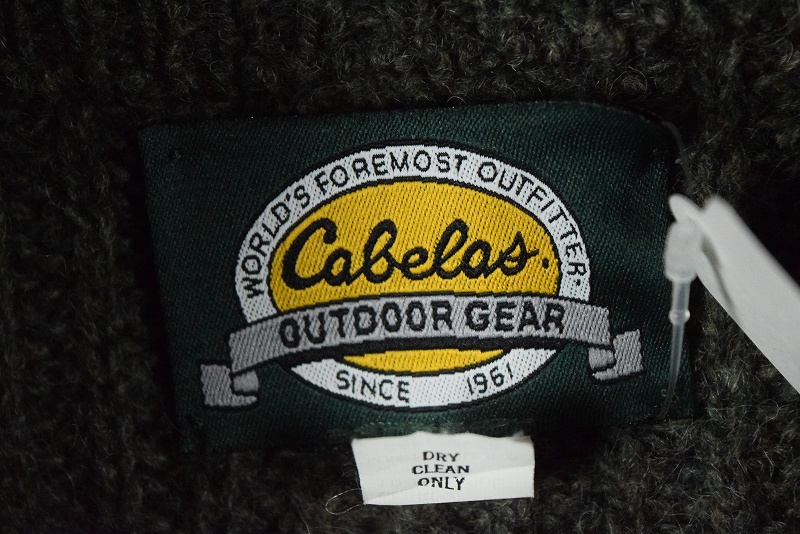 WORLD'S FOREMOST OUTFITTER.
Cabelas.
OUTDOOR GEAR
SINCE 1961
DRY
CLEAN
ONLY